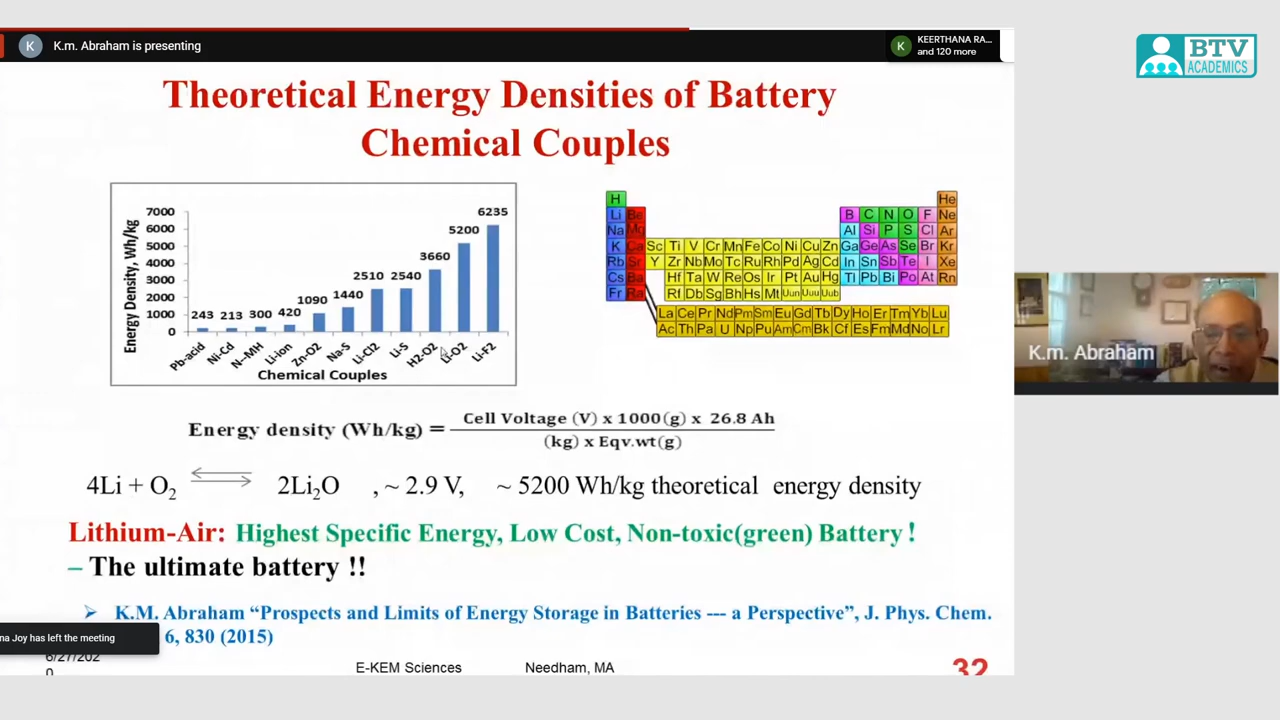 K
K.m. Abraham is presenting
K
KEERTHANA RA...
and 120 more
BTV
ACADEMICS
Theoretical Energy Densities of Battery
Chemical Couples
Energy Density, Wh/kg
7000
6000
5000
4000
3000
2000
1000
0
243
213
300
420
1090
1440
2510
2540
3660
5200
6235
Pb-acid
Ni-Cd
N--MH
Li-ion
Zn-O2
Na-S
Li-Cl2
Li-S
H2-O2
Li-O2
Li-F2
Chemical Couples
H He
Li Be B C N O F Ne
Na Mg Al Si P S Cl Ar
K Ca Sc Ti V Cr Mn Fe Co Ni Cu Zn Ga Ge As Se Br Kr
Rb Sr Y Zr Nb Mo Tc Ru Rh Pd Ag Cd In Sn Sb Te I Xe
Cs Ba Hf Ta W Re Os Ir Pt Au Hg Tl Pb Bi Po At Rn
Fr Ra Rf Db Sg Bh Hs Mt Uun Uuu Uub
La Ce Pr Nd Pm Sm Eu Gd Tb Dy Ho Er Tm Yb Lu
Ac Th Pa U Np Pu Am Cm Bk Cf Es Fm Md No Lr
K.m. Abraham
Energy density (Wh/kg) = Cell Voltage (V) x 1000(g) x 26.8 Ah
(kg) x Eqv.wt(g)
4Li + O2 2Li2O , ~ 2.9 V, ~ 5200 Wh/kg theoretical energy density
Lithium-Air: Highest Specific Energy, Low Cost, Non-toxic(green) Battery !
– The ultimate battery !!
➢ K.M. Abraham “Prospects and Limits of Energy Storage in Batteries --- a Perspective”, J. Phys. Chem.
6, 830 (2015)
na Joy has left the meeting
6/27/202
0
E-KEM Sciences Needham, MA
32